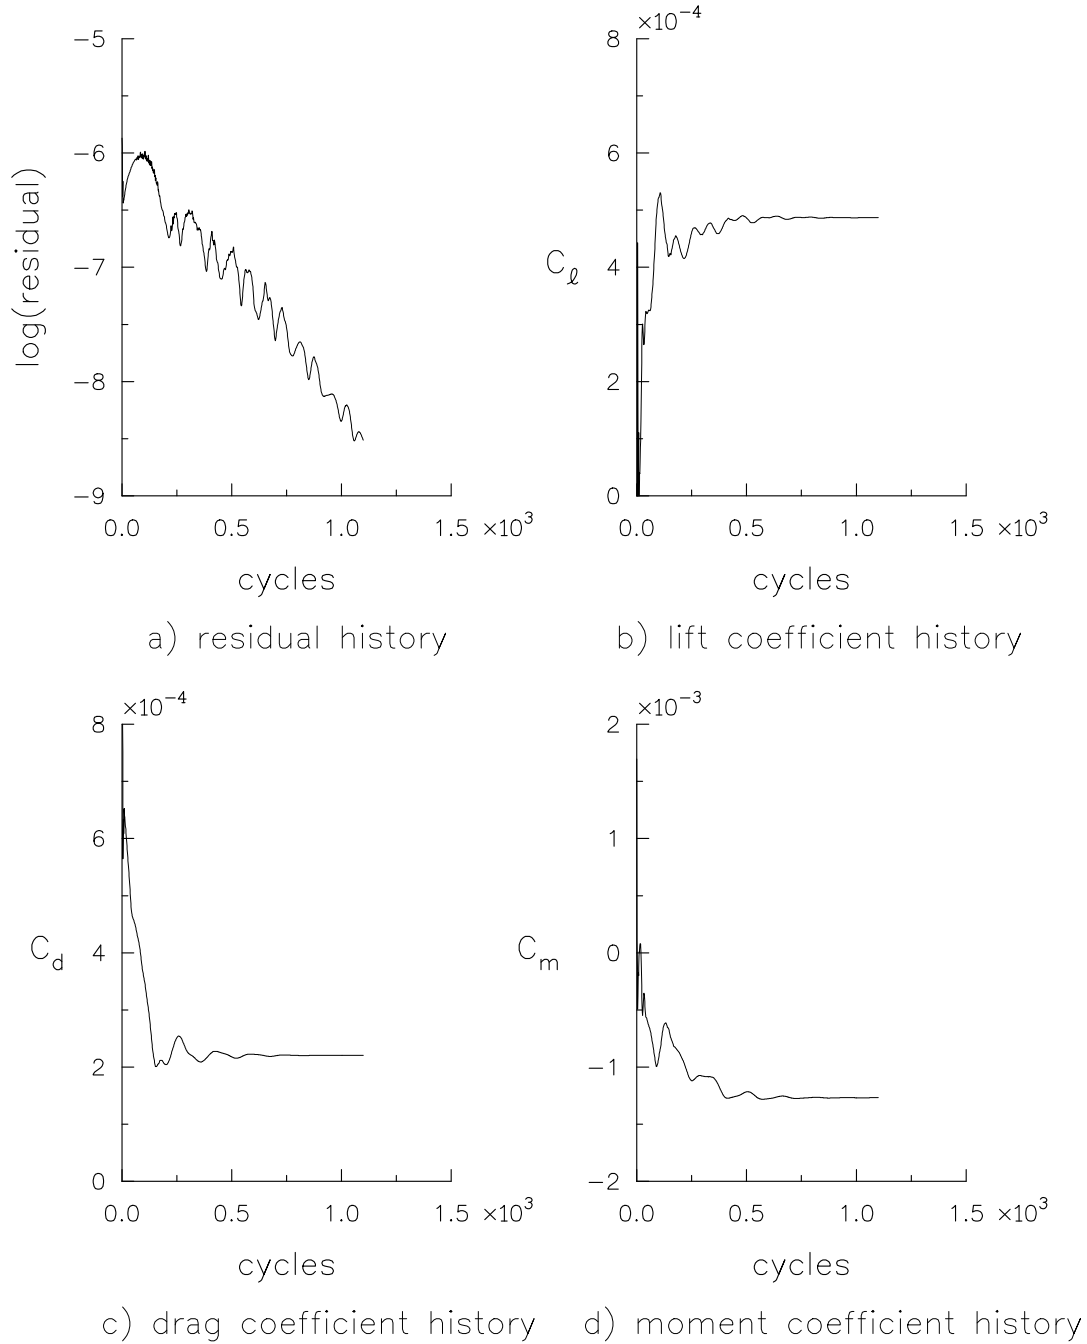 −5
−6
−7
−8
−9
log(residual)
0.0 0.5 1.0 1.5 ×10³
cycles
a) residual history
×10⁻⁴
8
6
4
2
0
Cℓ
0.0 0.5 1.0 1.5 ×10³
cycles
b) lift coefficient history
×10⁻⁴
8
6
4
2
0
C_d
0.0 0.5 1.0 1.5 ×10³
cycles
c) drag coefficient history
×10⁻³
2
1
0
−1
−2
C_m
0.0 0.5 1.0 1.5 ×10³
cycles
d) moment coefficient history